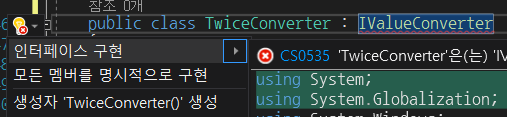 참조 0개
public class TwiceConverter : IValueConverter
인터페이스 구현
모든 멤버를 명시적으로 구현
생성자 'TwiceConverter()' 생성
CS0535 'TwiceConverter'은(는) 'IV
using System;
using System.Globalization;
using System.Windows;